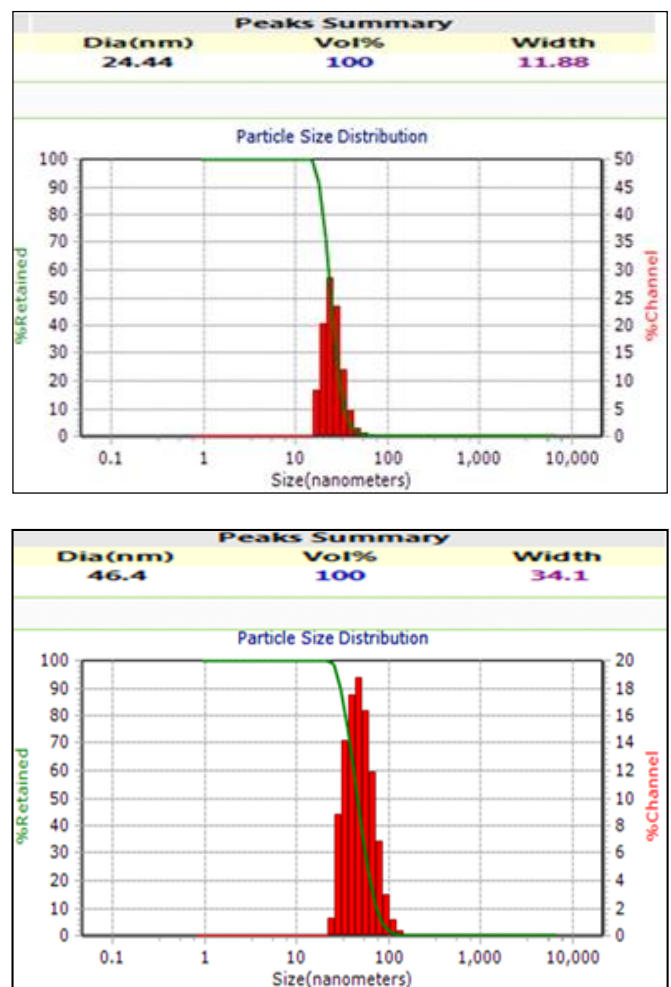 Peaks Summary
Dia(nm) Vol% Width
24.44 100 11.88
Particle Size Distribution
100 50
90 45
80 40
70 35
60 30
50 25
40 20
30 15
20 10
10 5
0 0
%Retained
%Channel
0.1 1 10 100 1,000 10,000
Size(nanometers)
Peaks Summary
Dia(nm) Vol% Width
46.4 100 34.1
Particle Size Distribution
100 20
90 18
80 16
70 14
60 12
50 10
40 8
30 6
20 4
10 2
0 0
%Retained
%Channel
0.1 1 10 100 1,000 10,000
Size(nanometers)